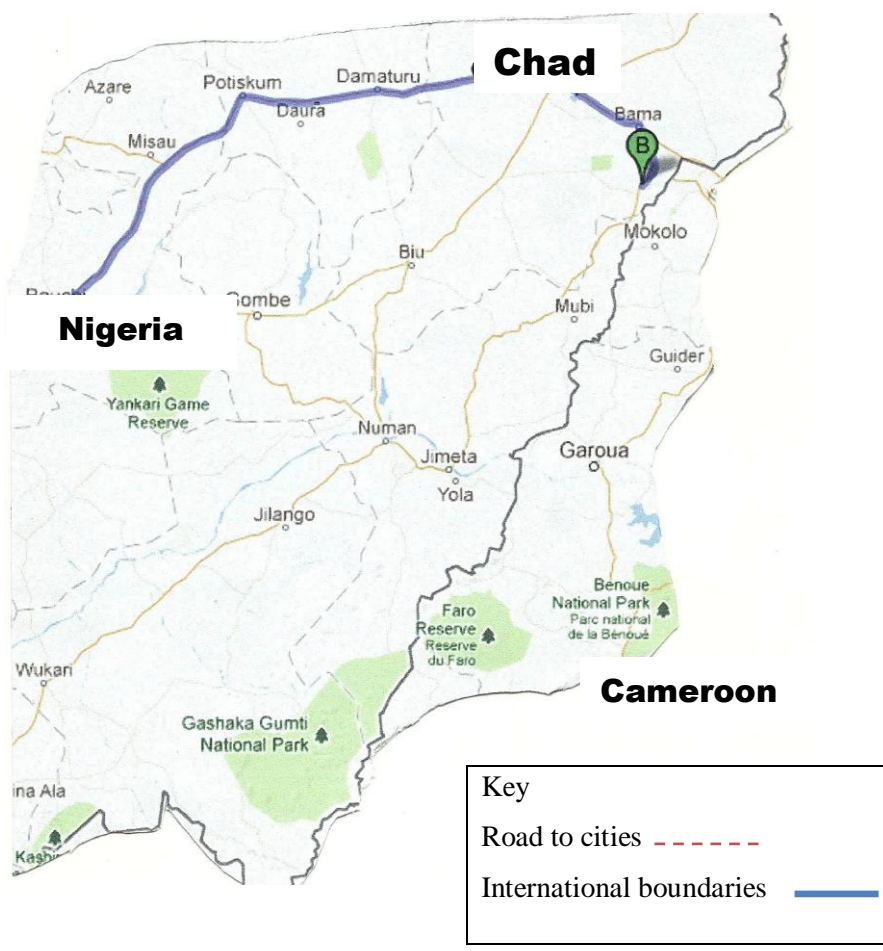 Chad
Azare
Potiskum
Damaturu
Daura
Bama
Misau
B
Mokolo
Biu
Gombe
Mubi
Nigeria
Guider
Yankari Game
Reserve
Numan
Garoua
Jimeta
Yola
Jilango
Benoue
National Park
Parc national
de la Bénoué
Faro
Reserve
Reserve
du Faro
Wukari
Cameroon
Gashaka Gumti
National Park
ina Ala
Key
Road to cities
International boundaries